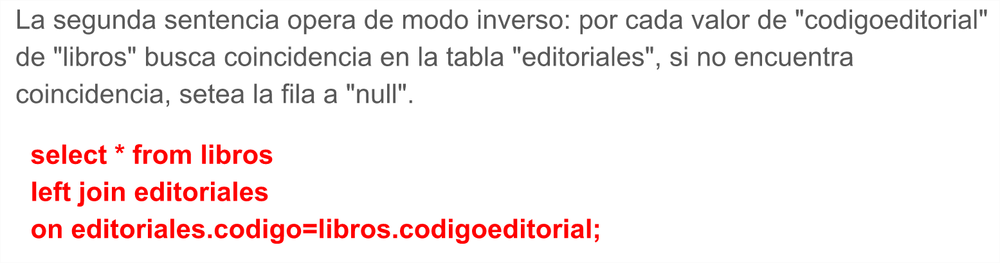 La segunda sentencia opera de modo inverso: por cada valor de "codigoeditorial"
de "libros" busca coincidencia en la tabla "editoriales", si no encuentra
coincidencia, setea la fila a "null".
select * from libros
left join editoriales
on editoriales.codigo=libros.codigoeditorial;